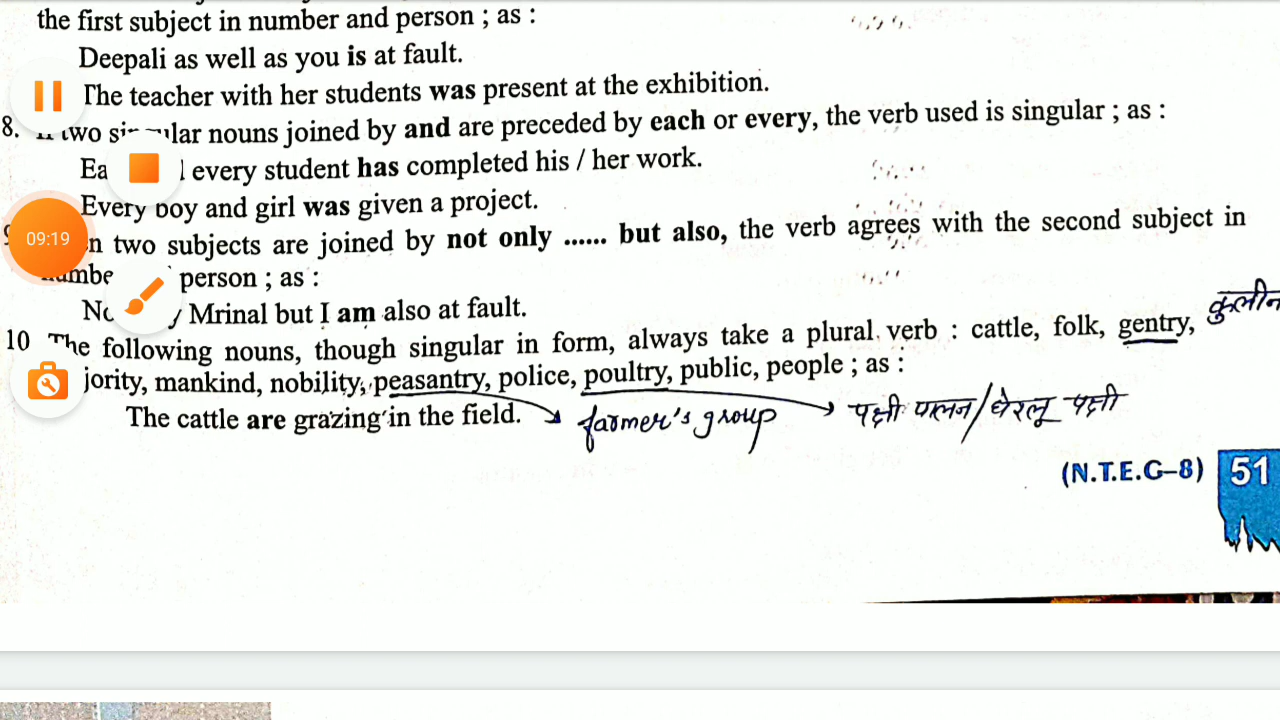 the first subject in number and person ; as :
Deepali as well as you is at fault.
The teacher with her students was present at the exhibition.
8. two nouns joined by and are preceded by each or every, the verb used is singular ; as :
every student has completed his / her work.
Every boy and girl was given a project.
two subjects are joined by not only ...... but also, the verb agrees with the second subject in
person ; as :
Mrinal but I am also at fault.
10 The following nouns, though singular in form, always take a plural verb : cattle, folk, gentry, कुलीन
mankind, nobility, peasantry, police, poultry, public, people ; as :
The cattle are grazing in the field. farmer's group पक्षी पालन/घेरलू पक्षी
(N.T.E.G–8) 51
09:19